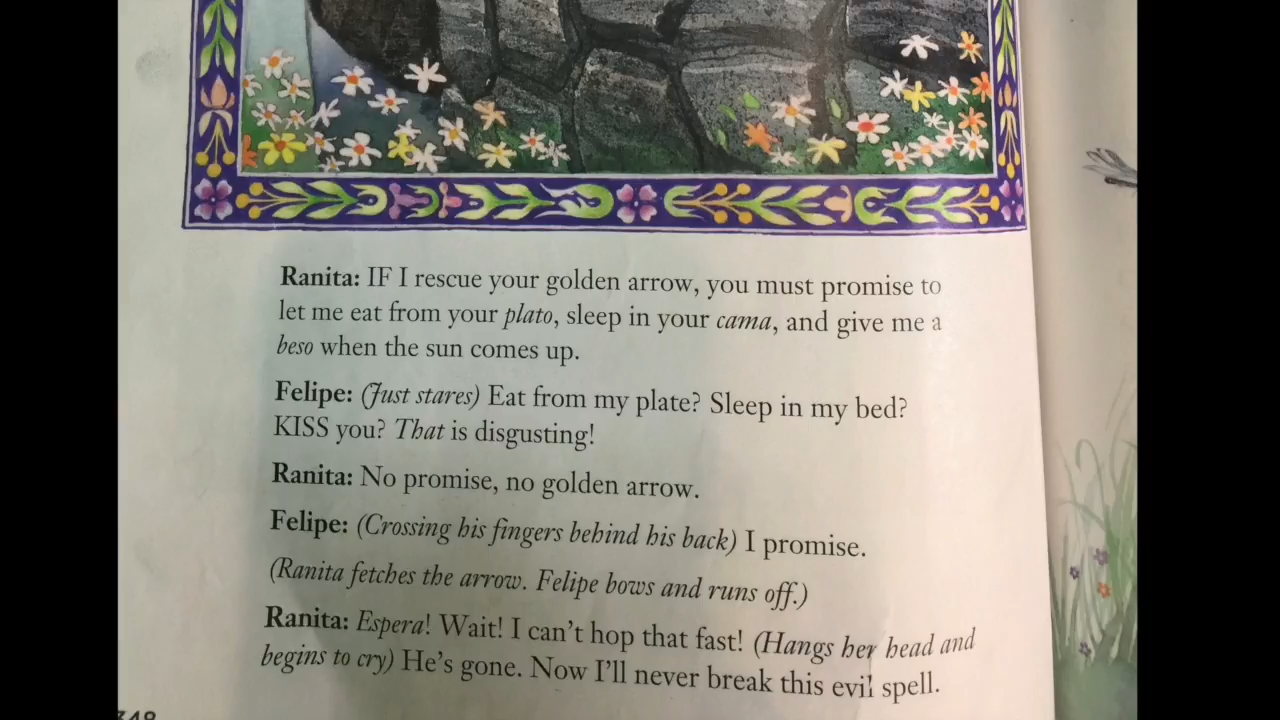 Ranita: IF I rescue your golden arrow, you must promise to
let me eat from your plato, sleep in your cama, and give me a
beso when the sun comes up.
Felipe: (Just stares) Eat from my plate? Sleep in my bed?
KISS you? That is disgusting!
Ranita: No promise, no golden arrow.
Felipe: (Crossing his fingers behind his back) I promise.
(Ranita fetches the arrow. Felipe bows and runs off.)
Ranita: Espera! Wait! I can't hop that fast! (Hangs her head and
begins to cry) He's gone. Now I'll never break this evil spell.